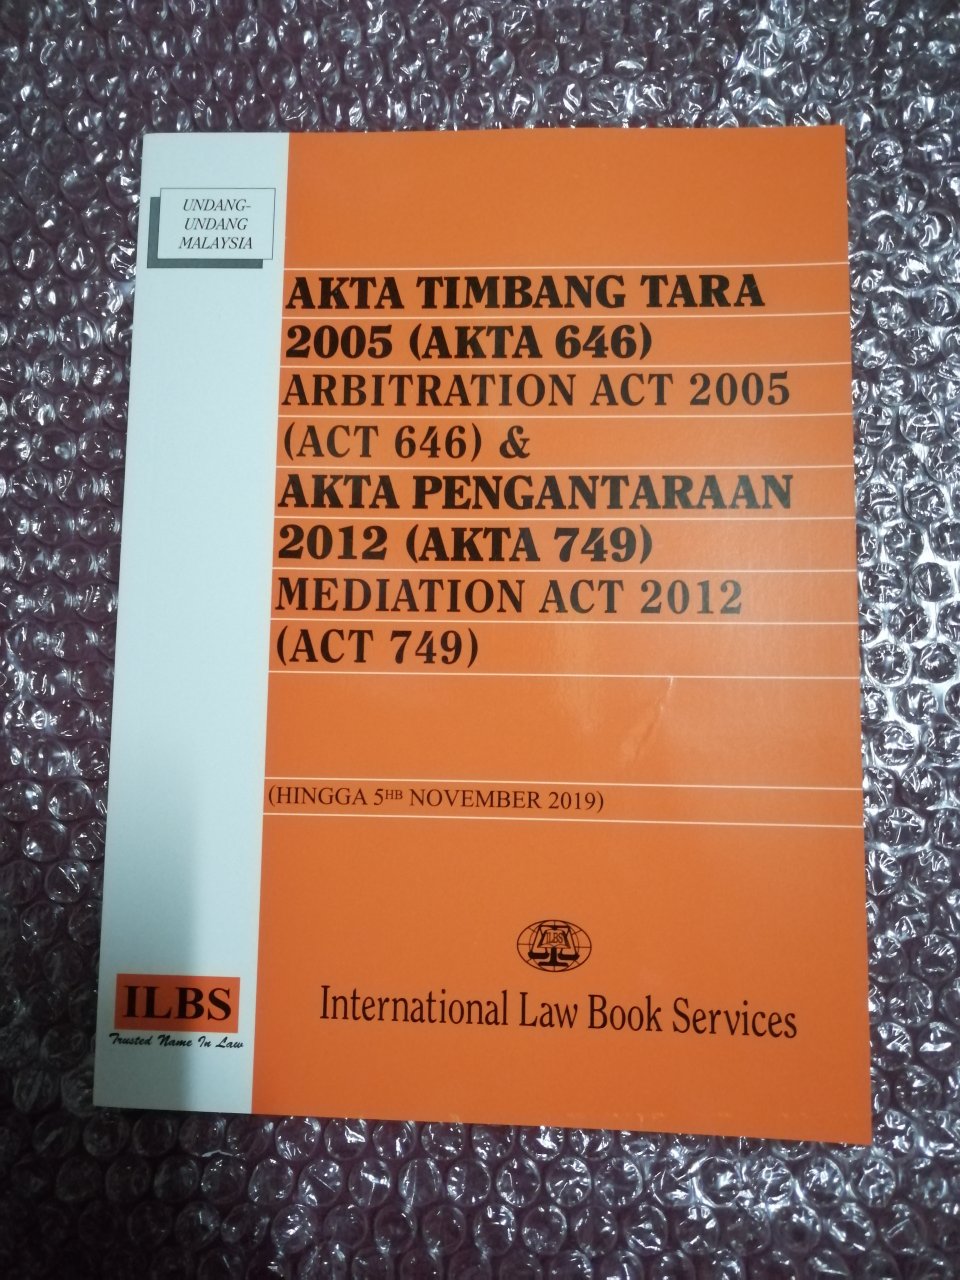 UNDANG-
UNDANG
MALAYSIA
AKTA TIMBANG TARA
2005 (AKTA 646)
ARBITRATION ACT 2005
(ACT 646) &
AKTA PENGANTARAAN
2012 (AKTA 749)
MEDIATION ACT 2012
(ACT 749)
(HINGGA 5HB NOVEMBER 2019)
ILBS
International Law Book Services
ILBS
Trusted Name In Law